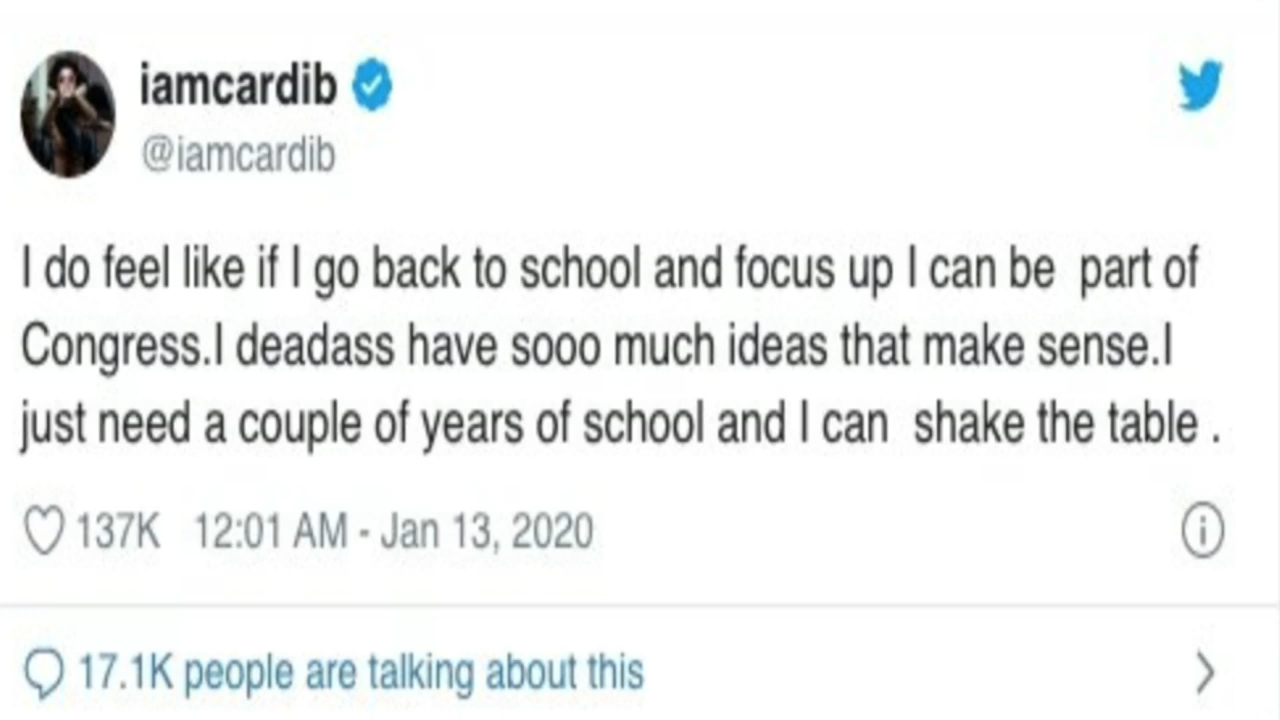 iamcardib
@iamcardib
I do feel like if I go back to school and focus up I can be  part of
Congress.I deadass have sooo much ideas that make sense.I
just need a couple of years of school and I can  shake the table .
137K 12:01 AM - Jan 13, 2020
17.1K people are talking about this